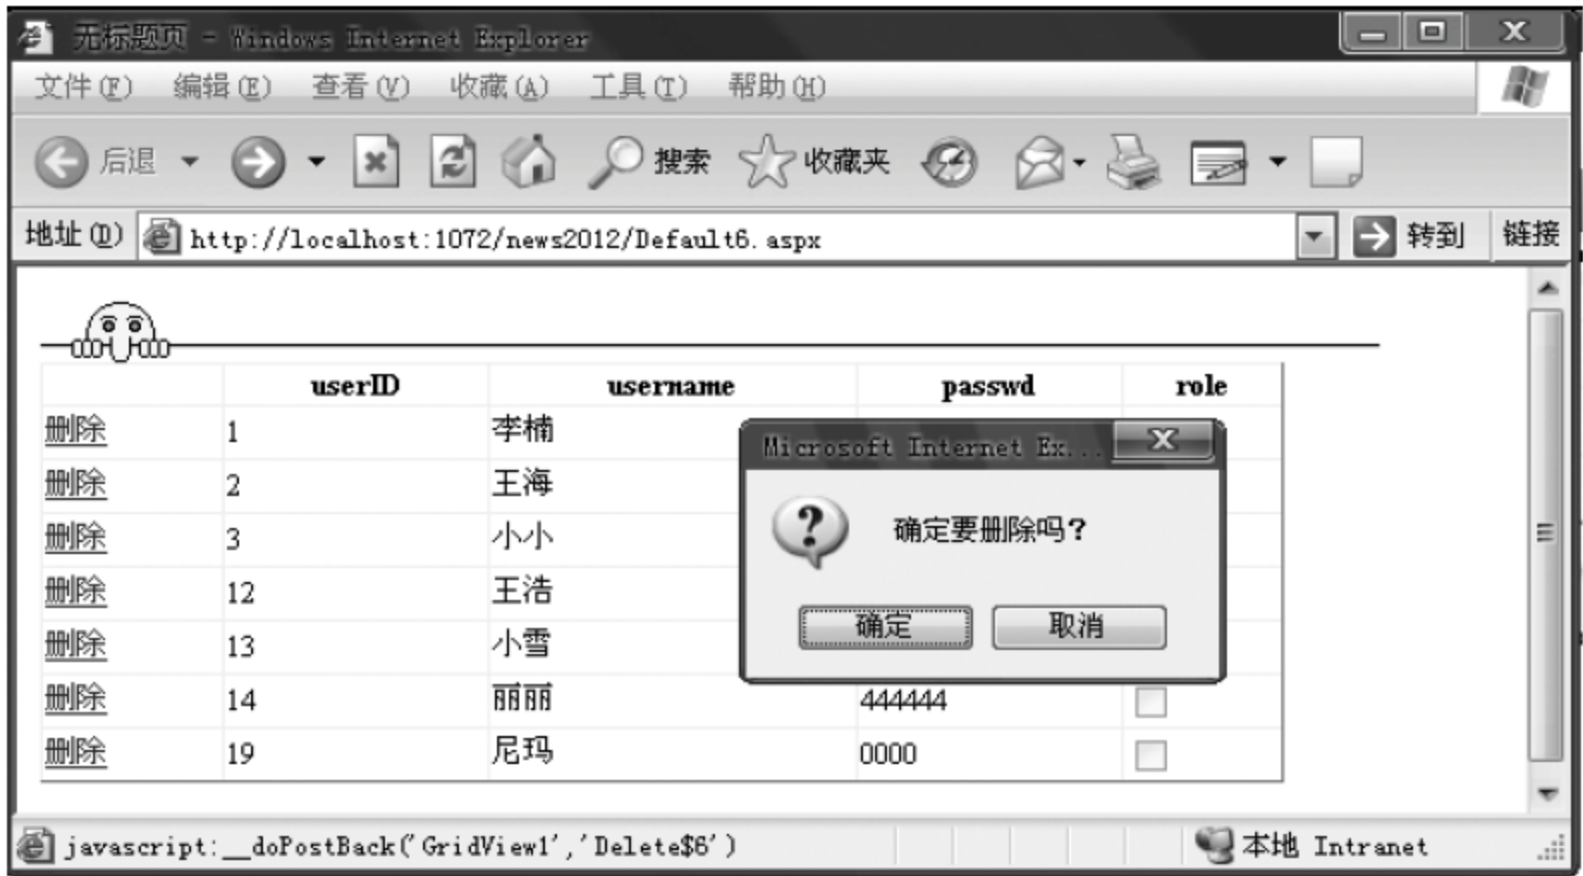 无标题页 - Windows Internet Explorer
文件(F) 编辑(E) 查看(V) 收藏(A) 工具(T) 帮助(H)
后退 搜索 收藏夹
地址(D) http://localhost:1072/news2012/Default6.aspx 转到 链接
userID username passwd role
删除 1 李楠
Microsoft Internet Ex...
删除 2 王海
删除 3 小小
确定要删除吗？
删除 12 王浩
删除 13 小雪
确定 取消
删除 14 丽丽 444444
删除 19 尼玛 0000
javascript:__doPostBack('GridView1','Delete$6') 本地 Intranet